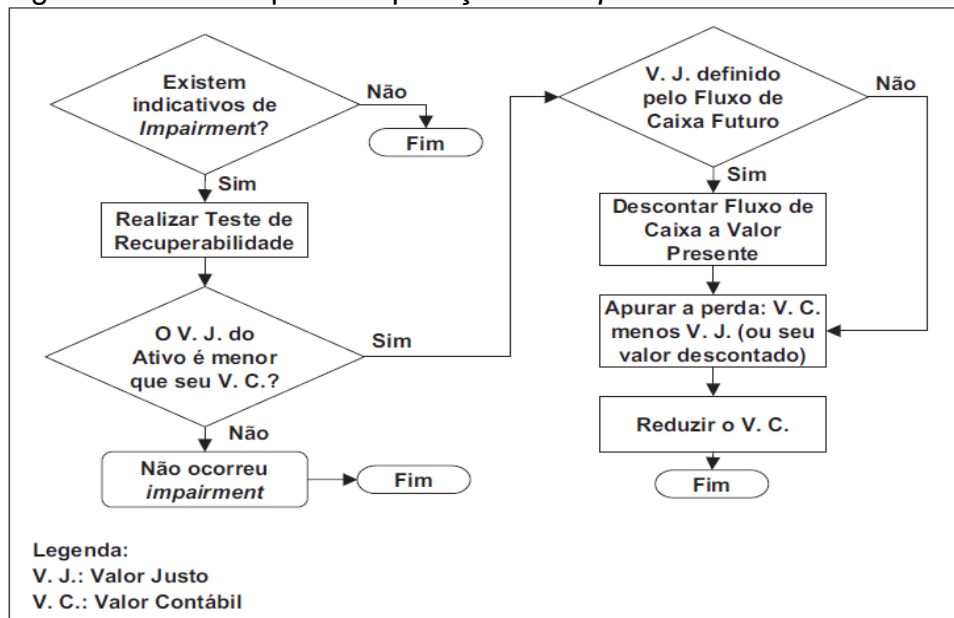 Existem
indicativos de
Impairment?
Não
Fim
Sim
Realizar Teste de
Recuperabilidade
O V. J. do
Ativo é menor
que seu V. C.?
Sim
Não
Não ocorreu
impairment
Fim
V. J. definido
pelo Fluxo de
Caixa Futuro
Não
Sim
Descontar Fluxo de
Caixa a Valor
Presente
Apurar a perda: V. C.
menos V. J. (ou seu
valor descontado)
Reduzir o V. C.
Fim
Legenda:
V. J.: Valor Justo
V. C.: Valor Contábil